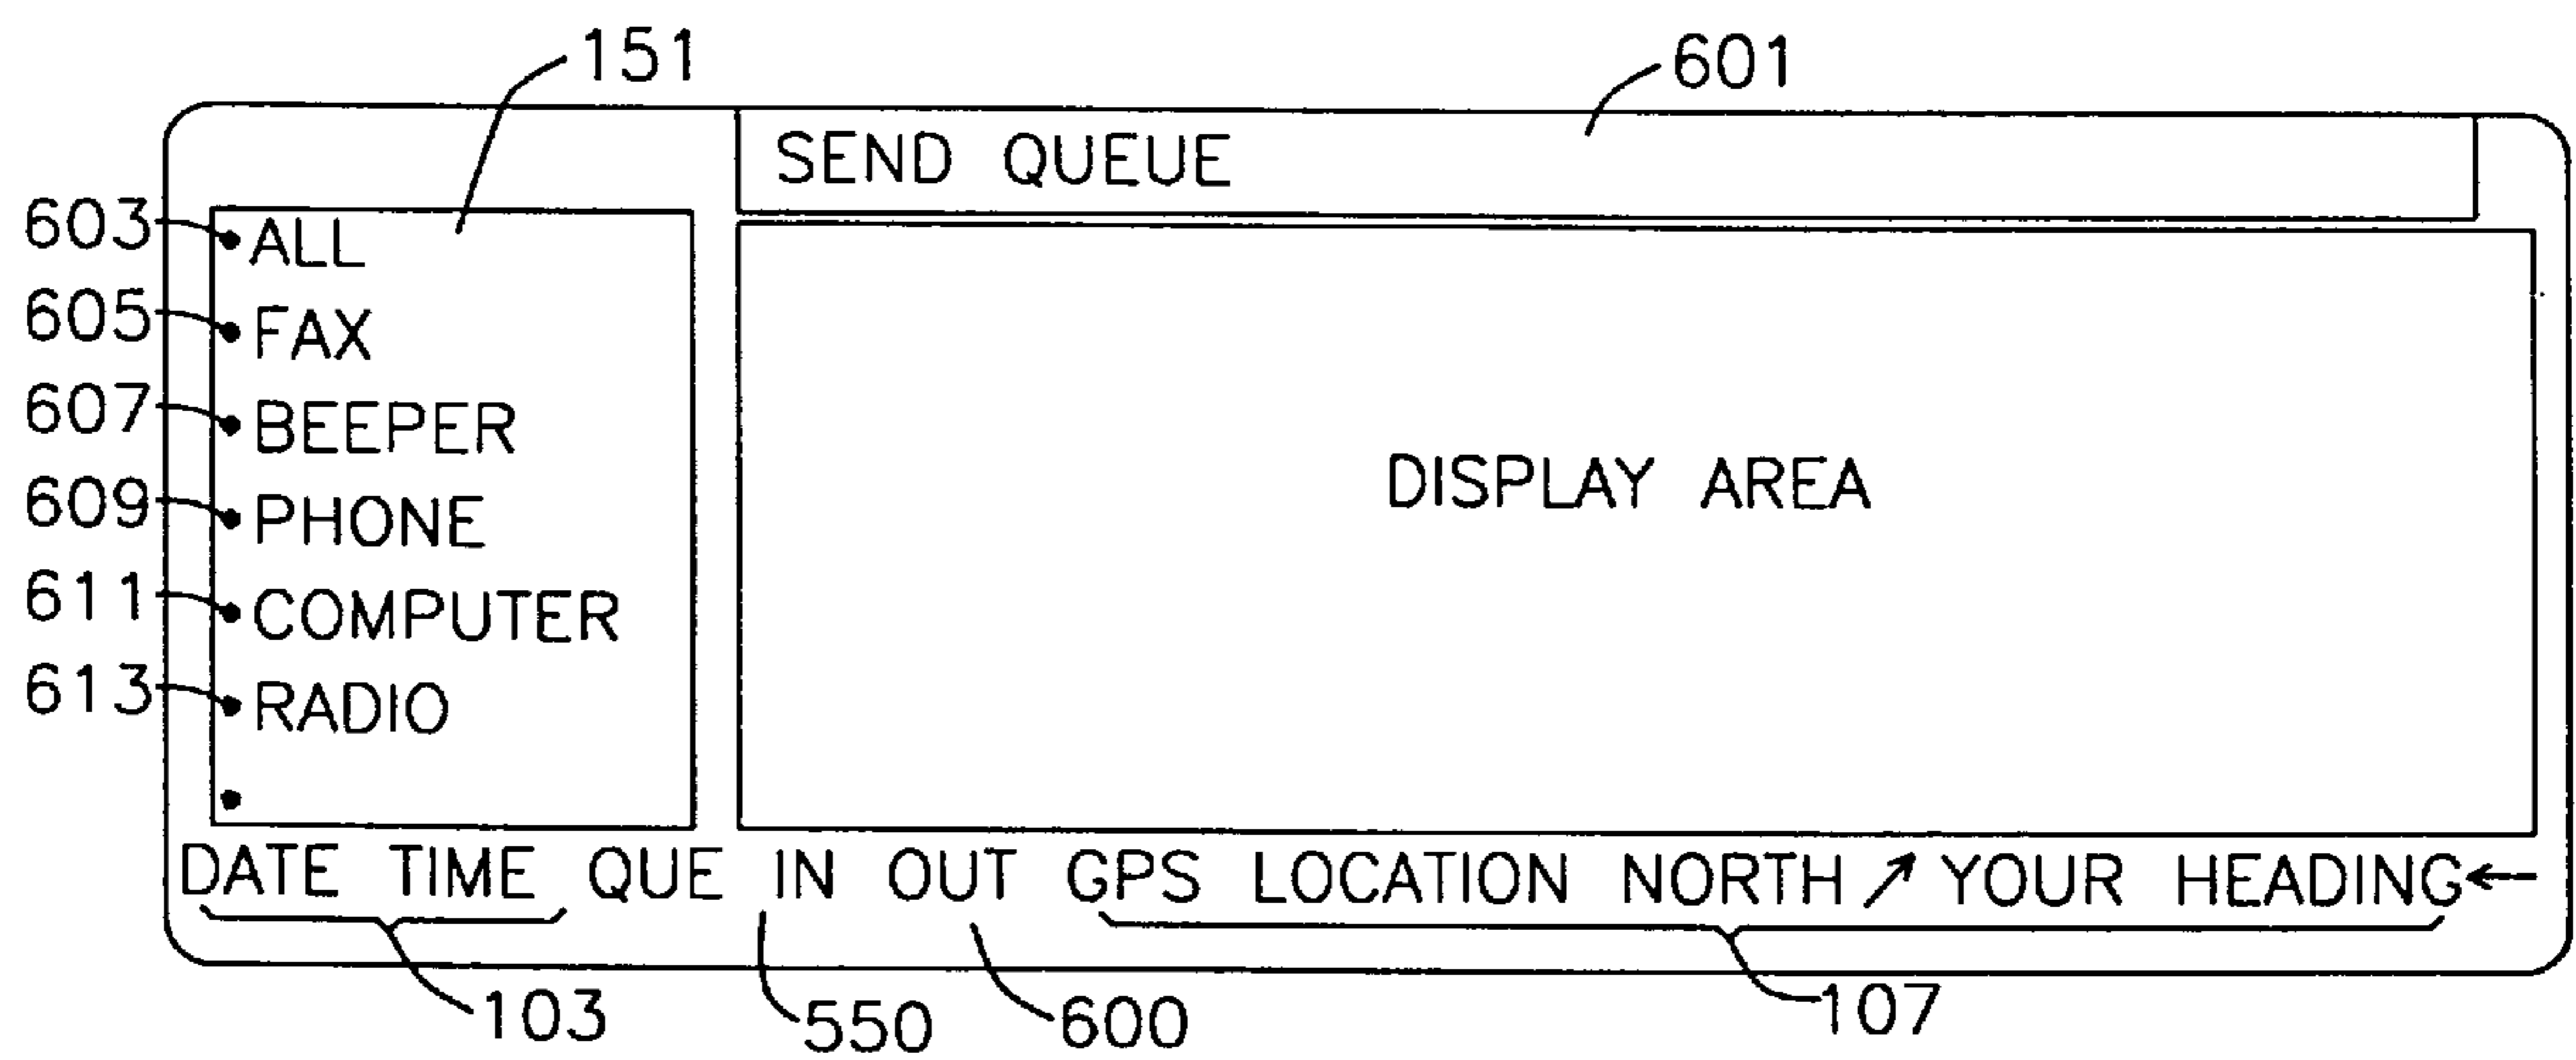 151
601
SEND QUEUE
603 ALL
605 FAX
607 BEEPER
609 PHONE
611 COMPUTER
613 RADIO
DISPLAY AREA
DATE TIME QUE IN OUT GPS LOCATION NORTH ↗ YOUR HEADING ←
103
550
600
107